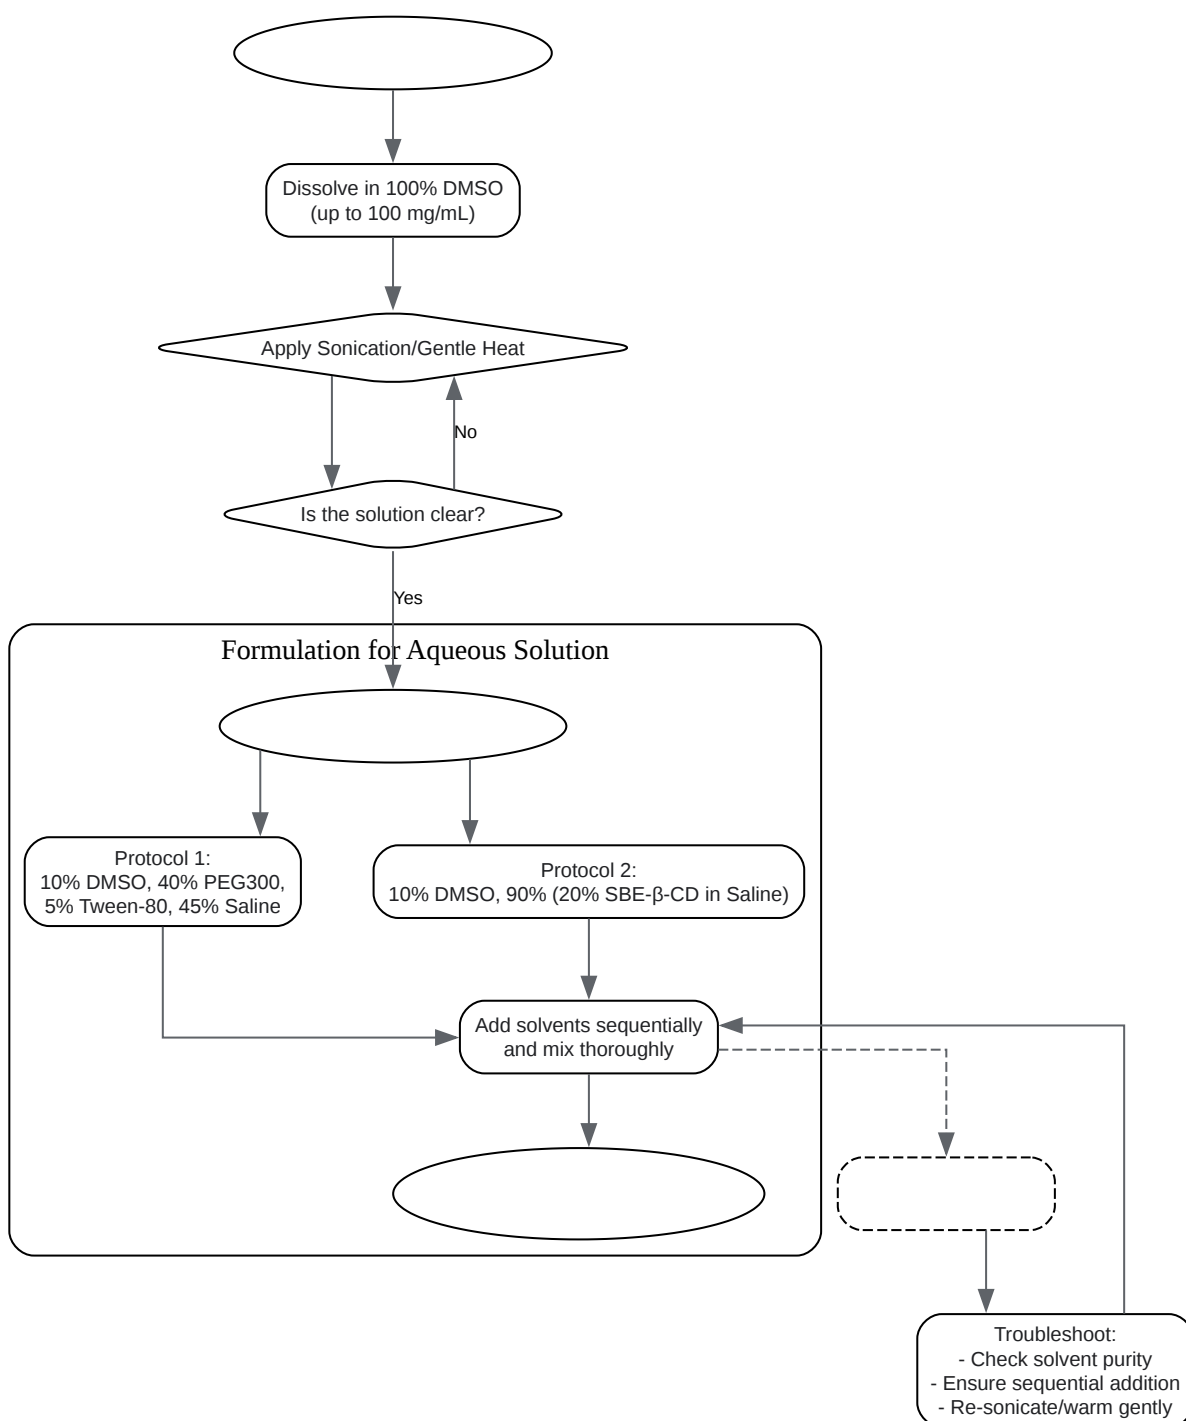 Dissolve in 100% DMSO
(up to 100 mg/mL)
Apply Sonication/Gentle Heat
No
Is the solution clear?
Yes
Formulation for Aqueous Solution
Protocol 1:
10% DMSO, 40% PEG300,
5% Tween-80, 45% Saline
Protocol 2:
10% DMSO, 90% (20% SBE-β-CD in Saline)
Add solvents sequentially
and mix thoroughly
Troubleshoot:
- Check solvent purity
- Ensure sequential addition
- Re-sonicate/warm gently